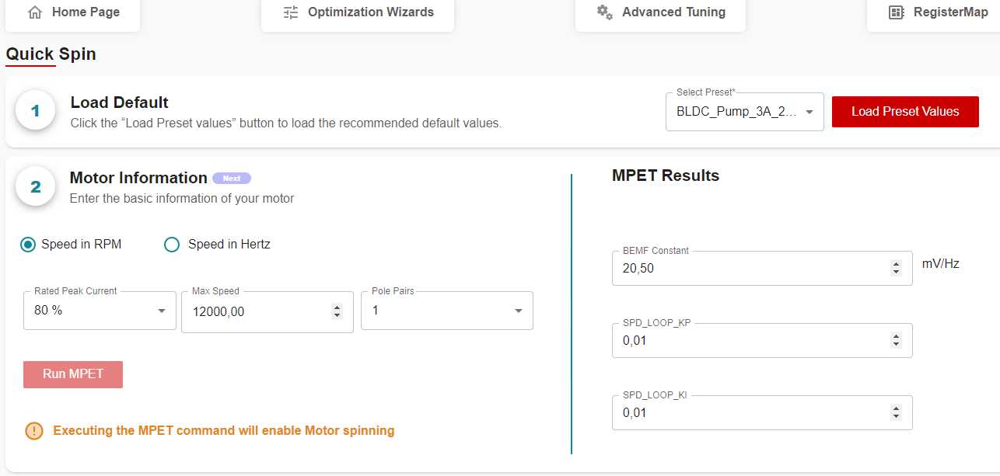 Home Page
Optimization Wizards
Advanced Tuning
RegisterMap
Quick Spin
1
Load Default
Click the “Load Preset values” button to load the recommended default values.
Select Preset*
BLDC_Pump_3A_2...
Load Preset Values
2
Motor Information Next
Enter the basic information of your motor
Speed in RPM
Speed in Hertz
Rated Peak Current
80 %
Max Speed
12000,00
Pole Pairs
1
Run MPET
Executing the MPET command will enable Motor spinning
MPET Results
BEMF Constant
20,50
mV/Hz
SPD_LOOP_KP
0,01
SPD_LOOP_KI
0,01